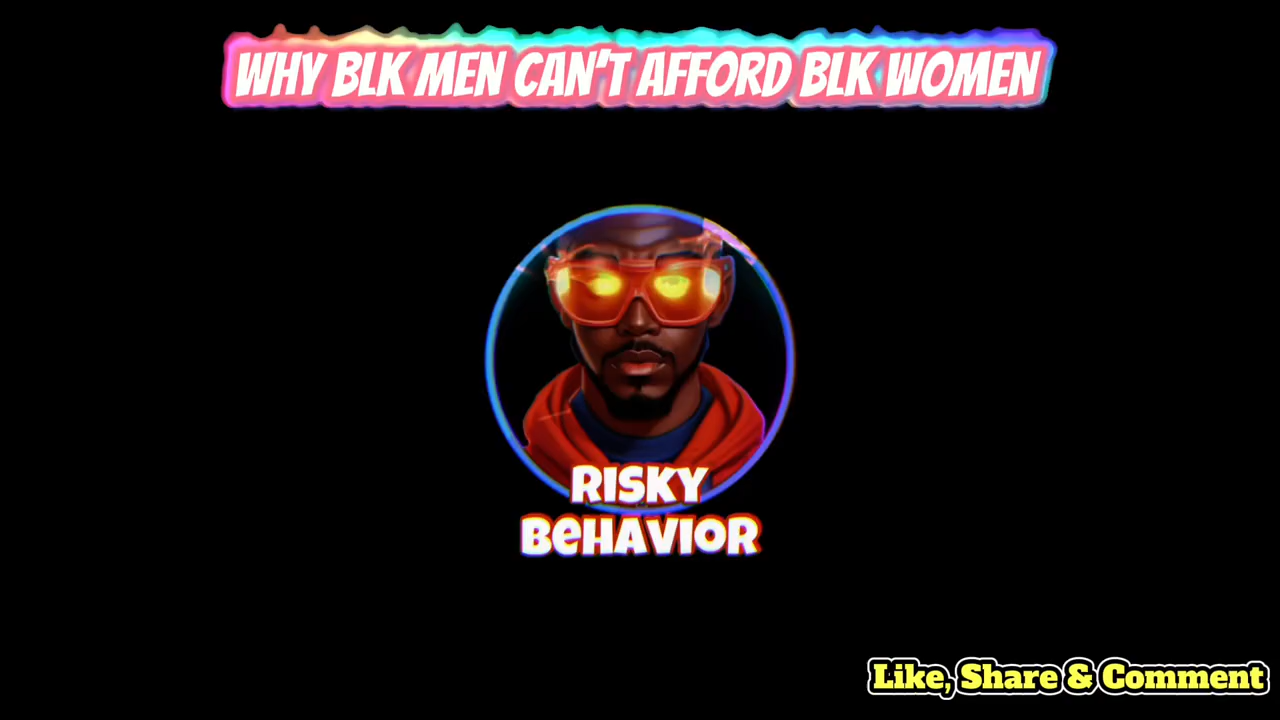 WHY BLK MEN CAN'T AFFORD BLK WOMEN
RISKY
BeHAVIOR
Like, Share & Comment